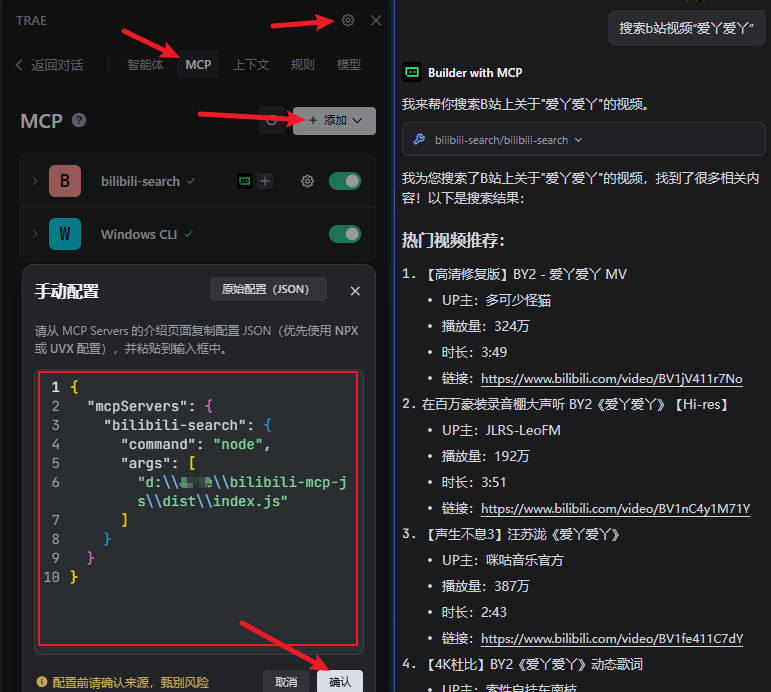 TRAE
返回对话
智能体
MCP
上下文
规则
模型
MCP
+ 添加
B
bilibili-search
W
Windows CLI
手动配置
原始配置（JSON）
请从 MCP Servers 的介绍页面复制配置 JSON（优先使用 NPX
或 UVX 配置），并粘贴到输入框中。
1 {
2 "mcpServers": {
3 "bilibili-search": {
4 "command": "node",
5 "args": [
6 "d:\\ \\bilibili-mcp-j
s\\dist\\index.js"
7 ]
8 }
9 }
10 }
配置前请确认来源，甄别风险
取消
确认
搜索b站视频“爱丫爱丫”
Builder with MCP
我来帮你搜索B站上关于"爱丫爱丫"的视频。
bilibili-search/bilibili-search
我为您搜索了B站上关于"爱丫爱丫"的视频，找到了很多相关内
容！以下是搜索结果：
热门视频推荐：
1. 【高清修复版】BY2 - 爱丫爱丫 MV
• UP主：多可少怪猫
• 播放量：324万
• 时长：3:49
• 链接：https://www.bilibili.com/video/BV1jV411r7No
2. 在百万豪装录音棚大声听 BY2《爱丫爱丫》【Hi-res】
• UP主：JLRS-LeoFM
• 播放量：192万
• 时长：3:51
• 链接：https://www.bilibili.com/video/BV1nC4y1M71Y
3. 【声生不息3】汪苏泷《爱丫爱丫》
• UP主：咪咕音乐官方
• 播放量：387万
• 时长：2:43
• 链接：https://www.bilibili.com/video/BV1fe411C7dY
4. 【4K杜比】BY2《爱丫爱丫》动态歌词
• UP主：索性自挂东南枝